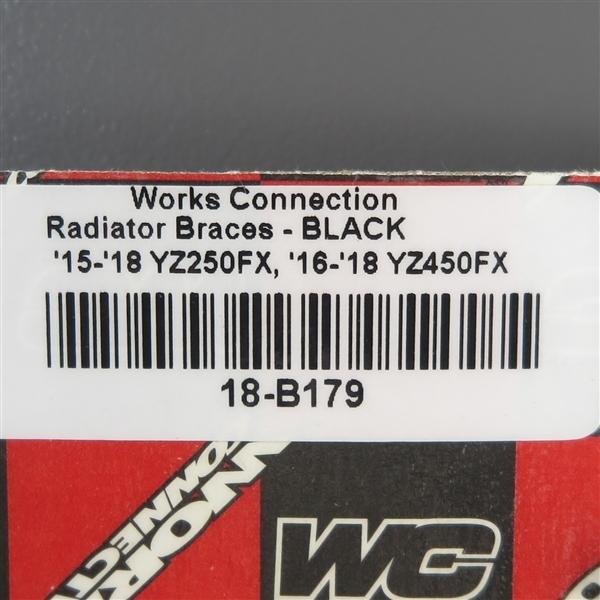 Works Connection
Radiator Braces - BLACK
'15-'18 YZ250FX, '16-'18 YZ450FX
18-B179
WC